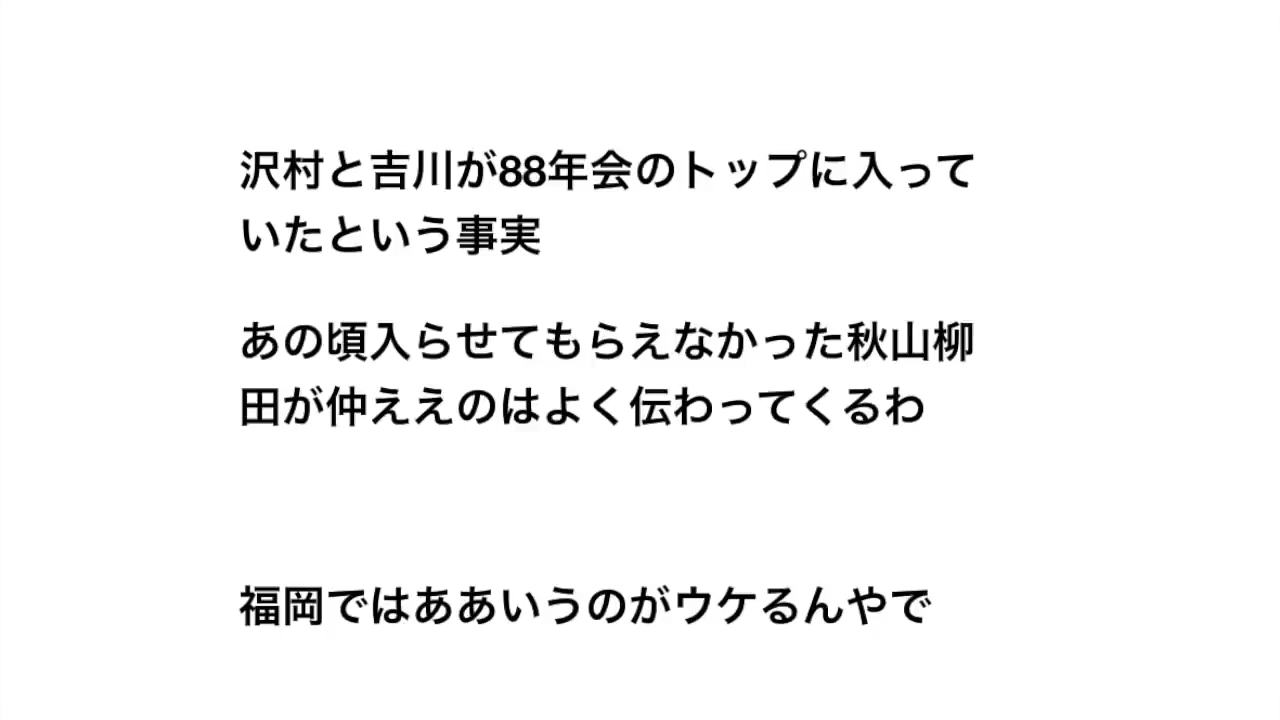 沢村と吉川が88年会のトップに入って
いたという事実
あの頃入らせてもらえなかった秋山柳
田が仲ええのはよく伝わってくるわ
福岡ではああいうのがウケるんやで